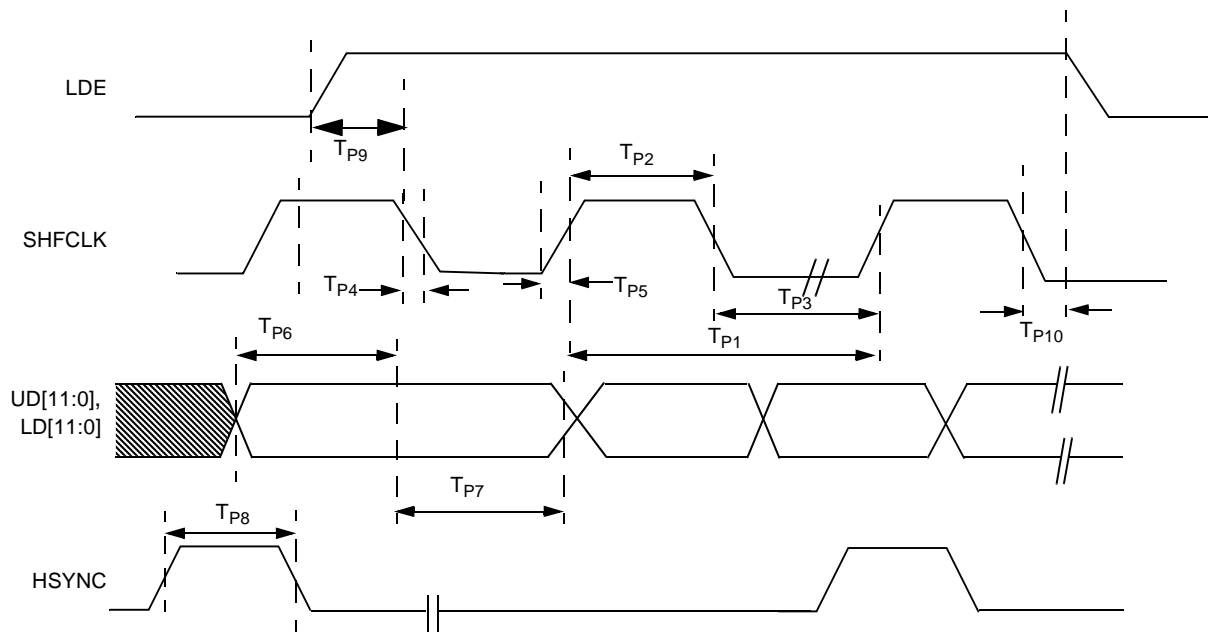 LDE
TP9
TP2
SHFCLK
TP4
TP5
TP3
TP10
TP6
TP1
UD[11:0],
LD[11:0]
TP7
TP8
HSYNC